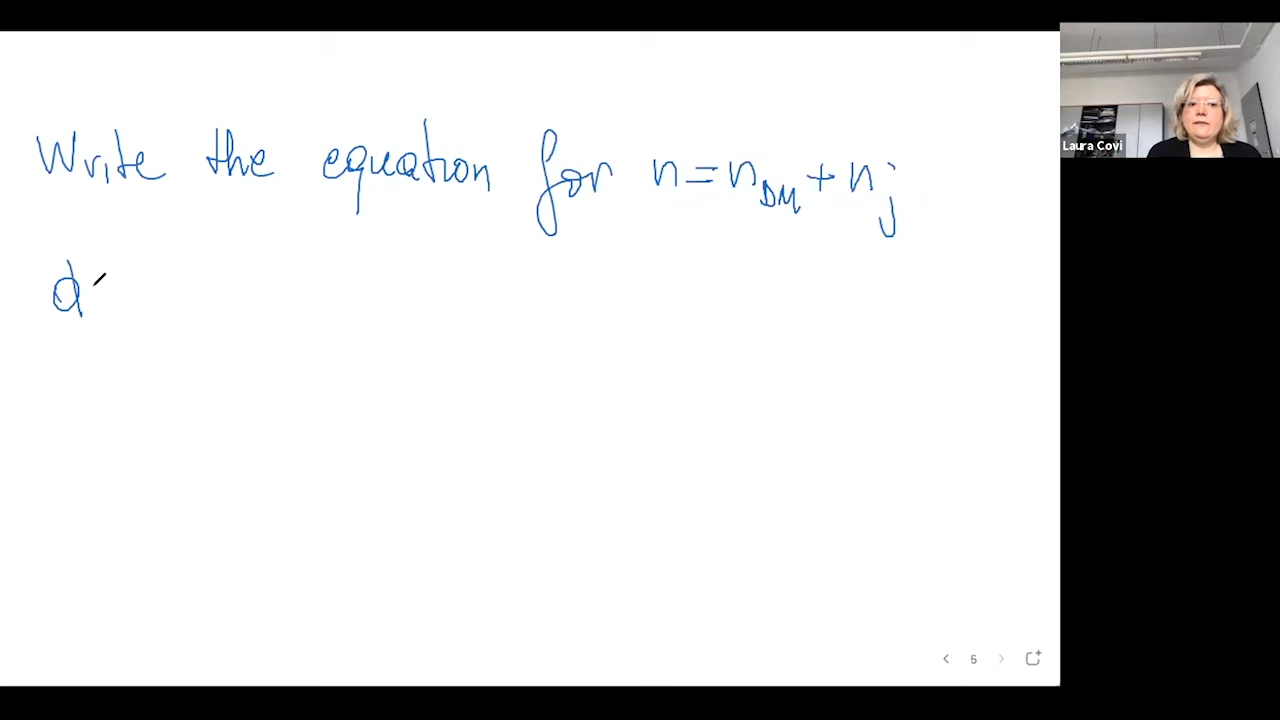 Write the equation for n = n_DM + n_j
d
Laura Covi
5